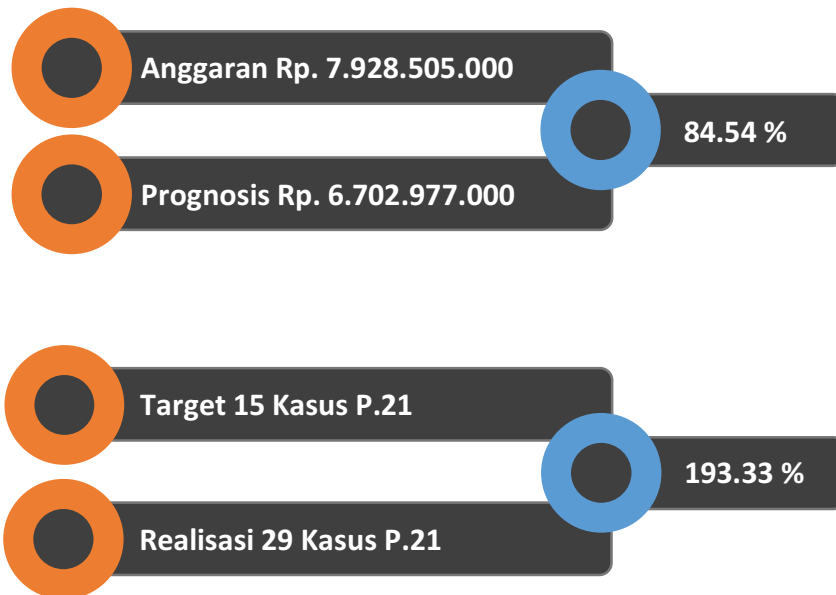 Anggaran Rp. 7.928.505.000
84.54 %
Prognosis Rp. 6.702.977.000
Target 15 Kasus P.21
193.33 %
Realisasi 29 Kasus P.21